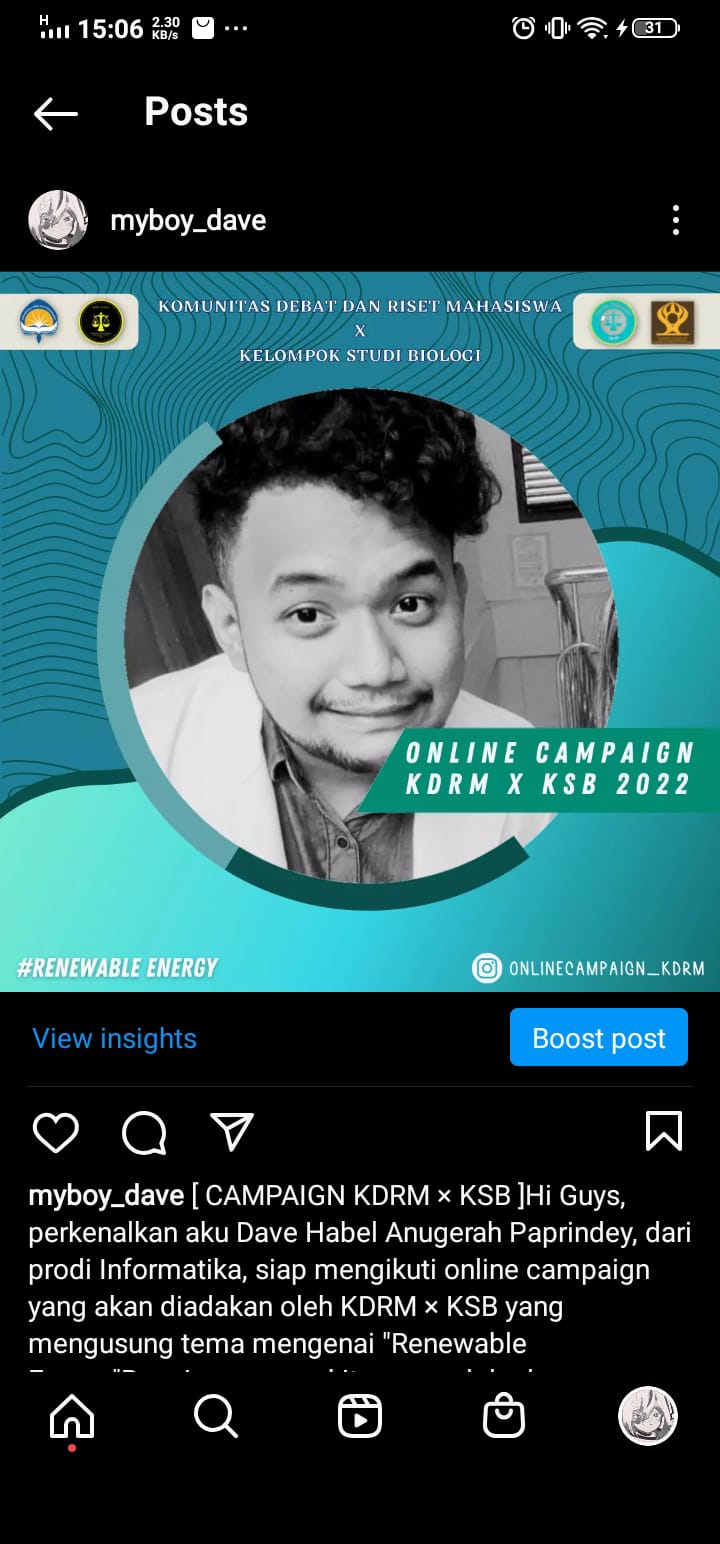 H
15:06 2.30 KB/s ...
31
Posts
myboy_dave
KOMUNITAS DEBAT DAN RISET MAHASISWA
X
KELOMPOK STUDI BIOLOGI
ONLINE CAMPAIGN
KDRM X KSB 2022
#RENEWABLE ENERGY
ONLINECAMPAIGN_KDRM
View insights
Boost post
myboy_dave [ CAMPAIGN KDRM × KSB ]Hi Guys,
perkenalkan aku Dave Habel Anugerah Paprindey, dari
prodi Informatika, siap mengikuti online campaign
yang akan diadakan oleh KDRM × KSB yang
mengusung tema mengenai "Renewable